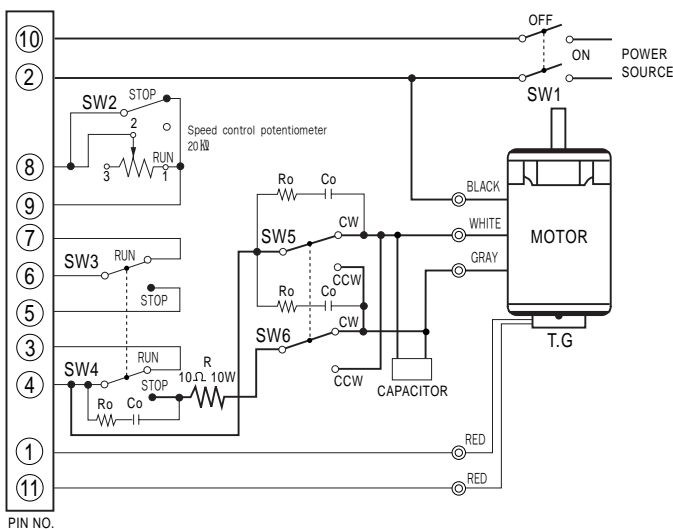 OFF
10
ON
POWER
SOURCE
2
SW1
STOP
SW2
2
Speed control potentiometer
20㏀
8
3
RUN
1
Ro
Co
BLACK
9
CW
WHITE
7
SW5
MOTOR
RUN
SW3
GRAY
6
CCW
STOP
Ro
Co
5
CW
SW6
T.G
3
RUN
R
SW4
10Ω 10W
4
STOP
CCW
CAPACITOR
Ro
Co
RED
1
RED
11
PIN NO.